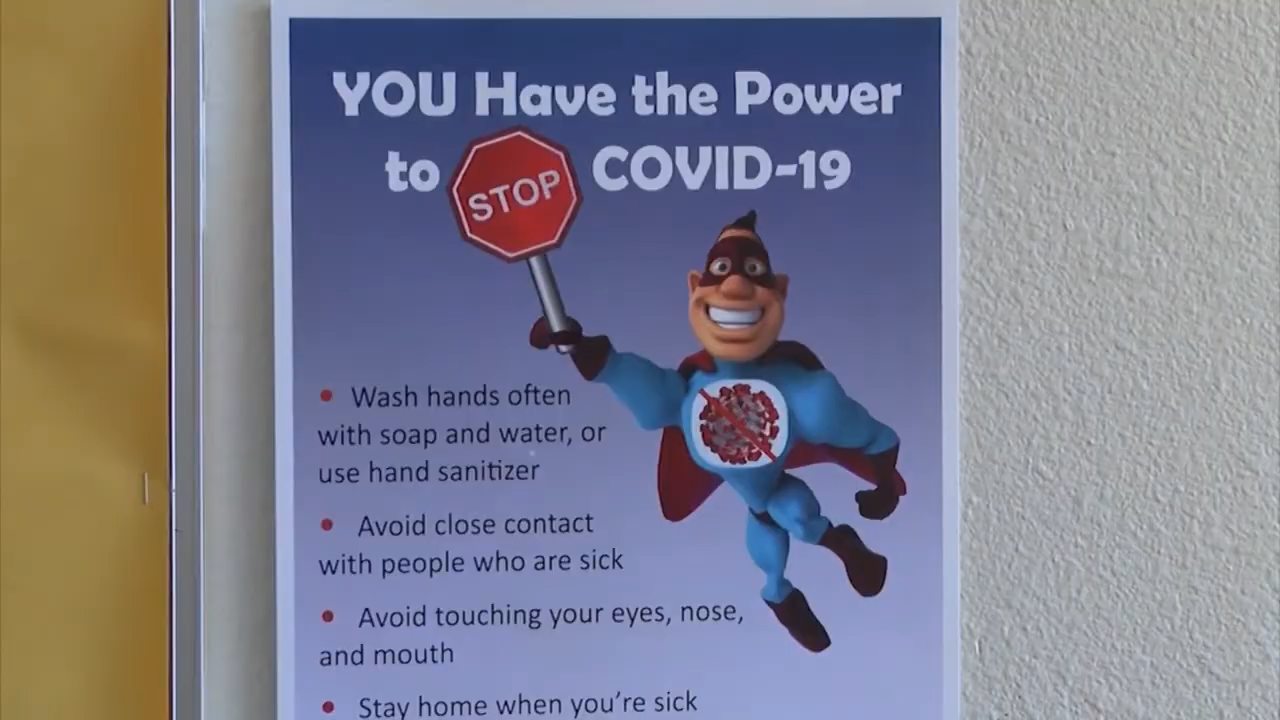 YOU Have the Power
to STOP COVID-19
• Wash hands often
with soap and water, or
use hand sanitizer
• Avoid close contact
with people who are sick
• Avoid touching your eyes, nose,
and mouth
• Stay home when you're sick